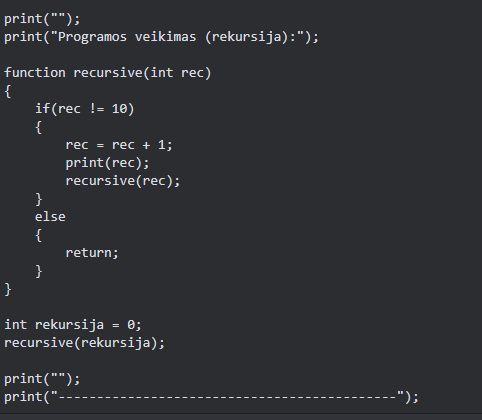 print("");
print("Programos veikimas (rekursija):");
function recursive(int rec)
{
    if(rec != 10)
    {
        rec = rec + 1;
        print(rec);
        recursive(rec);
    }
    else
    {
        return;
    }
}
int rekursija = 0;
recursive(rekursija);
print("");
print("--------------------------------------------");